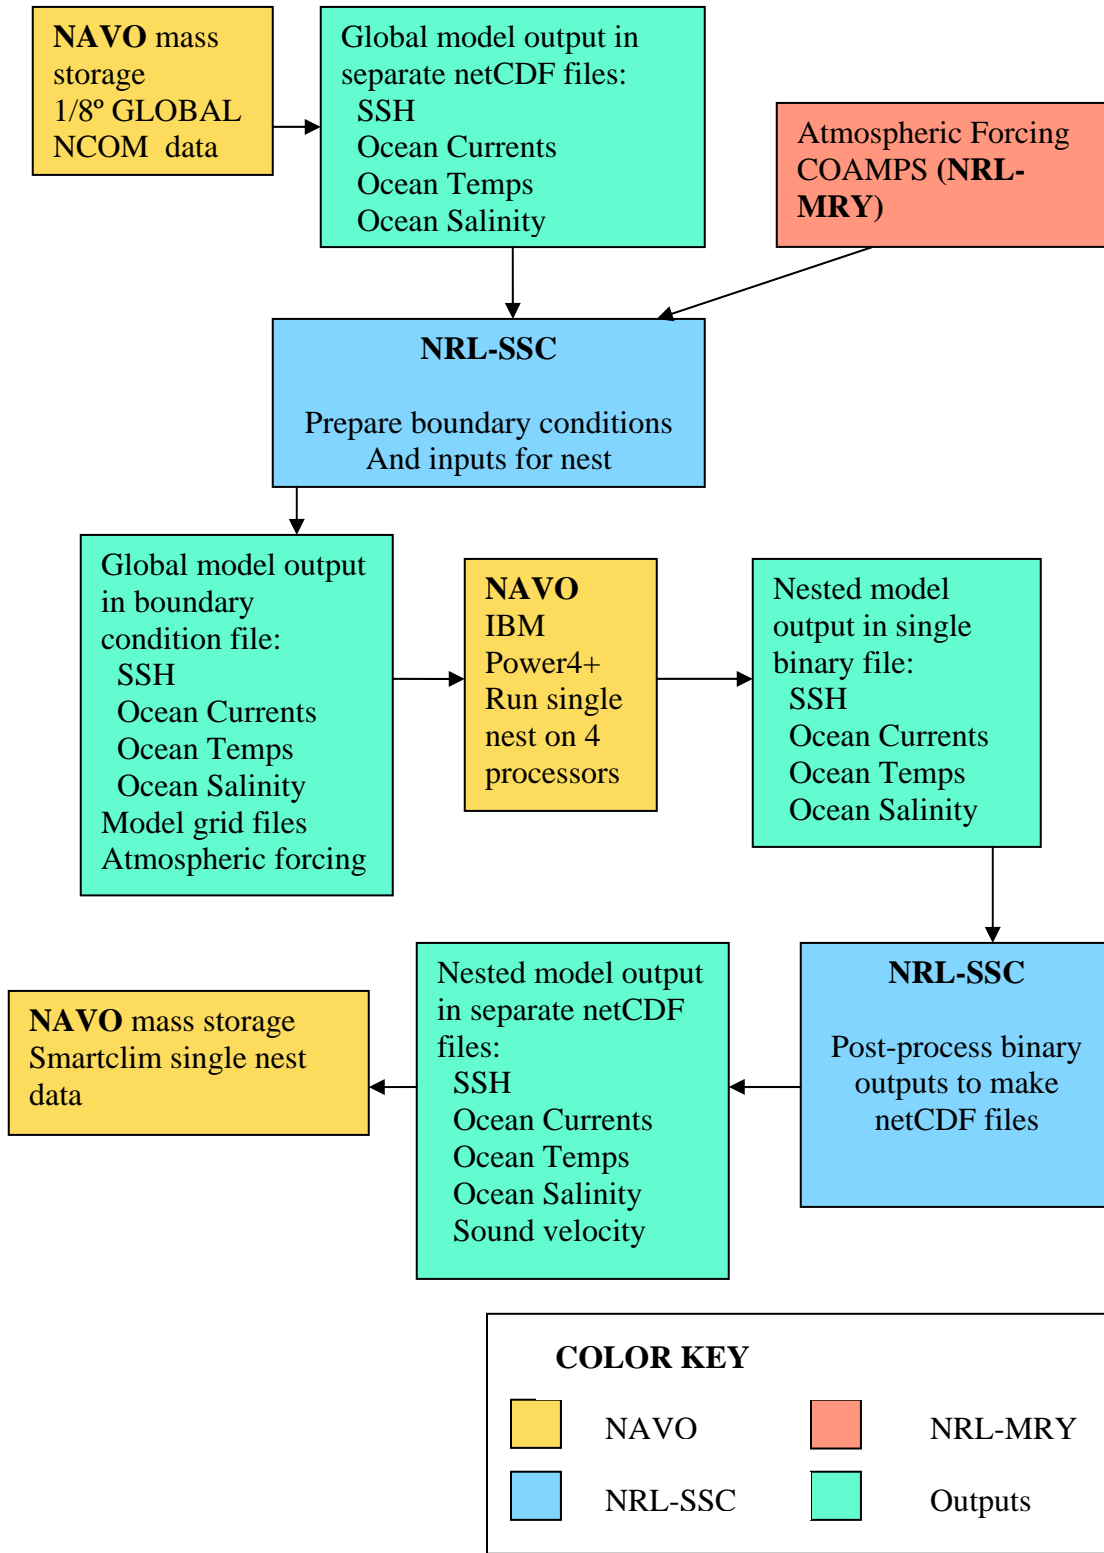 NAVO mass
storage
1/8º GLOBAL
NCOM data
Global model output in
separate netCDF files:
SSH
Ocean Currents
Ocean Temps
Ocean Salinity
Atmospheric Forcing
COAMPS (NRL-
MRY)
NRL-SSC
Prepare boundary conditions
And inputs for nest
Global model output
in boundary
condition file:
SSH
Ocean Currents
Ocean Temps
Ocean Salinity
Model grid files
Atmospheric forcing
NAVO
IBM
Power4+
Run single
nest on 4
processors
Nested model
output in single
binary file:
SSH
Ocean Currents
Ocean Temps
Ocean Salinity
NRL-SSC
Post-process binary
outputs to make
netCDF files
Nested model output
in separate netCDF
files:
SSH
Ocean Currents
Ocean Temps
Ocean Salinity
Sound velocity
NAVO mass storage
Smartclim single nest
data
COLOR KEY
NAVO
NRL-MRY
NRL-SSC
Outputs